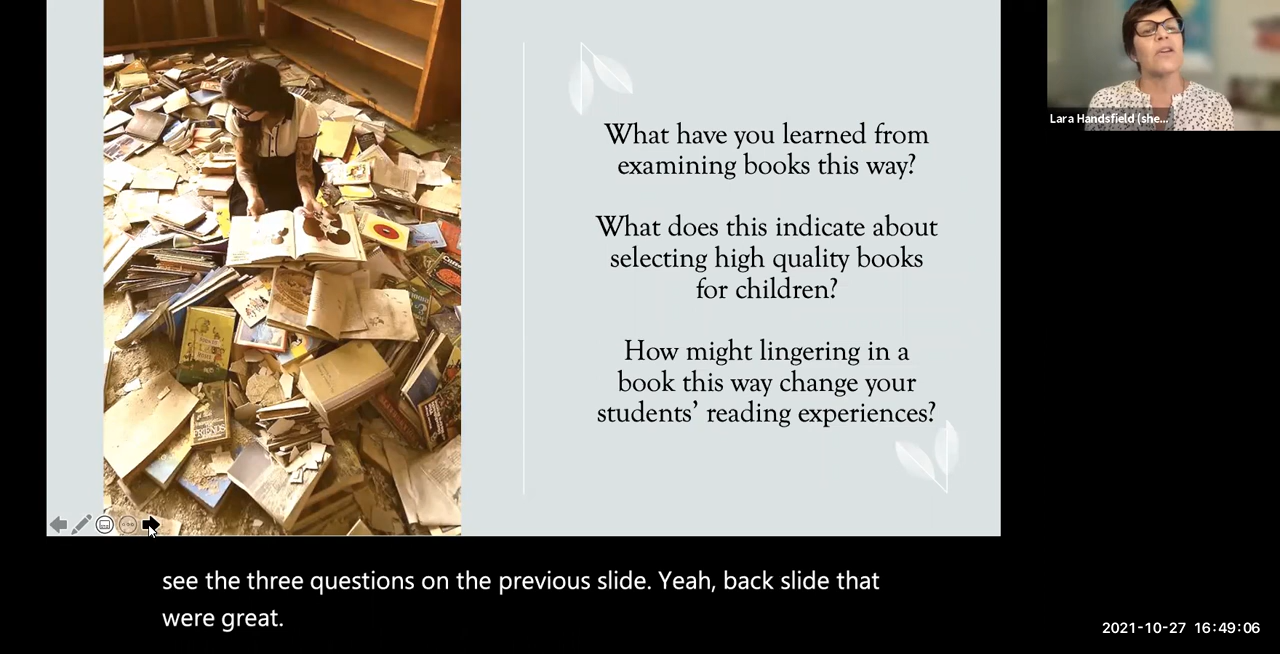 What have you learned from
examining books this way?
What does this indicate about
selecting high quality books
for children?
How might lingering in a
book this way change your
students’ reading experiences?
Lara Handsfield (she...
see the three questions on the previous slide. Yeah, back slide that
were great.
2021-10-27 16:49:06